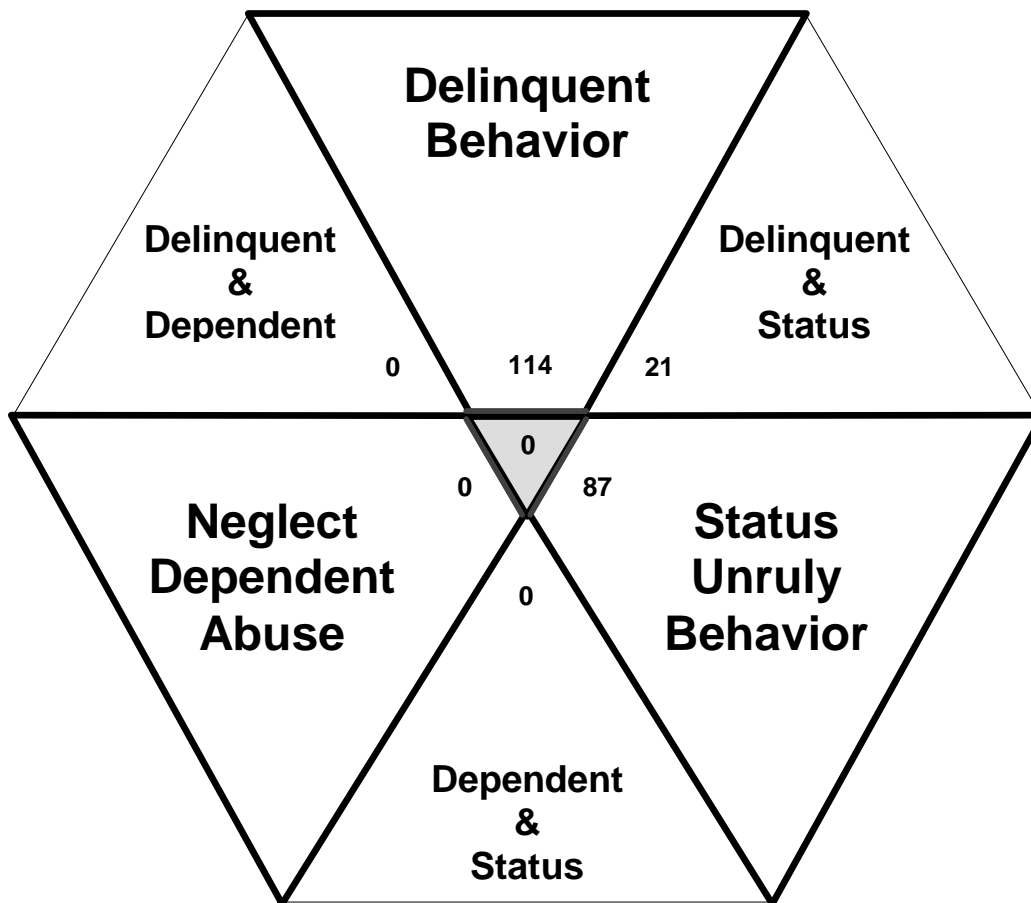 Delinquent
Behavior
Delinquent
&
Dependent
Delinquent
&
Status
0
114
21
0
0
87
Neglect
Dependent
Abuse
Status
Unruly
Behavior
0
Dependent
&
Status